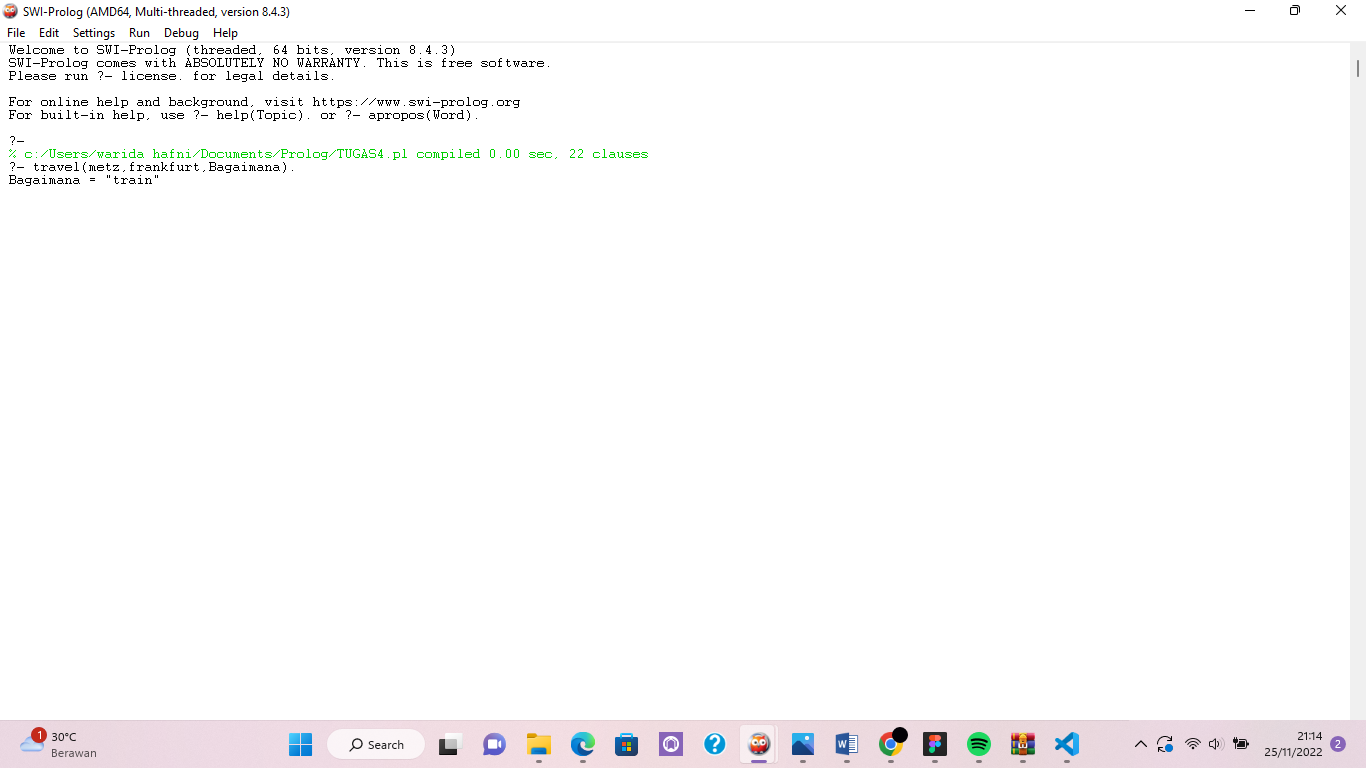 SWI-Prolog (AMD64, Multi-threaded, version 8.4.3)
File Edit Settings Run Debug Help
Welcome to SWI-Prolog (threaded, 64 bits, version 8.4.3)
SWI-Prolog comes with ABSOLUTELY NO WARRANTY. This is free software.
Please run ?- license. for legal details.
For online help and background, visit https://www.swi-prolog.org
For built-in help, use ?- help(Topic). or ?- apropos(Word).
?-
% c:/Users/warida hafni/Documents/Prolog/TUGAS4.pl compiled 0.00 sec, 22 clauses
?- travel(metz,frankfurt,Bagaimana).
Bagaimana = "train"
1
30°C
Berawan
Search
21:14
25/11/2022
2